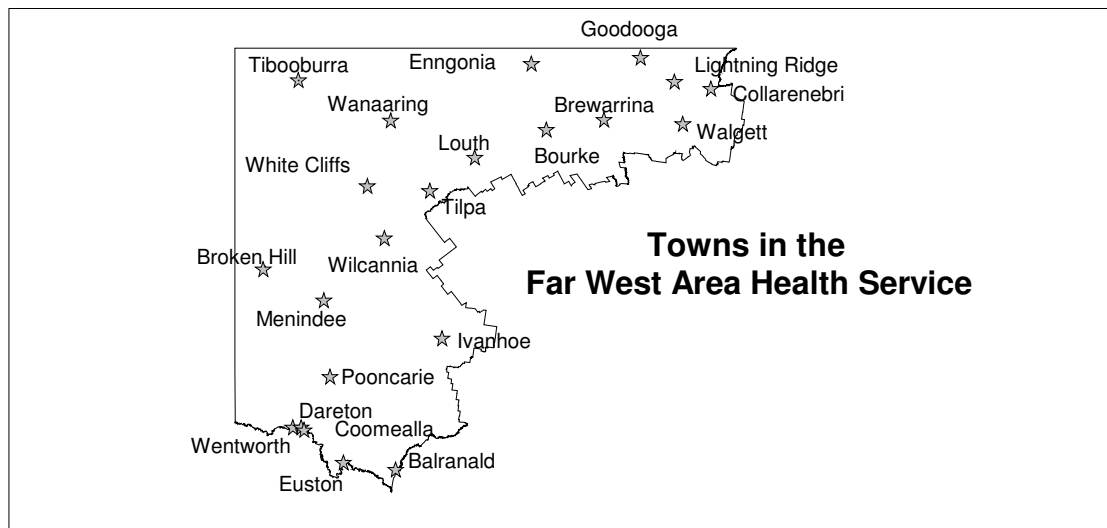 Goodooga
Tibooburra
Enngonia
Lightning Ridge
Collarenebri
Wanaaring
Brewarrina
Walgett
Louth
Bourke
White Cliffs
Tilpa
Towns in the
Far West Area Health Service
Broken Hill
Wilcannia
Menindee
Ivanhoe
Pooncarie
Dareton
Coomealla
Wentworth
Balranald
Euston